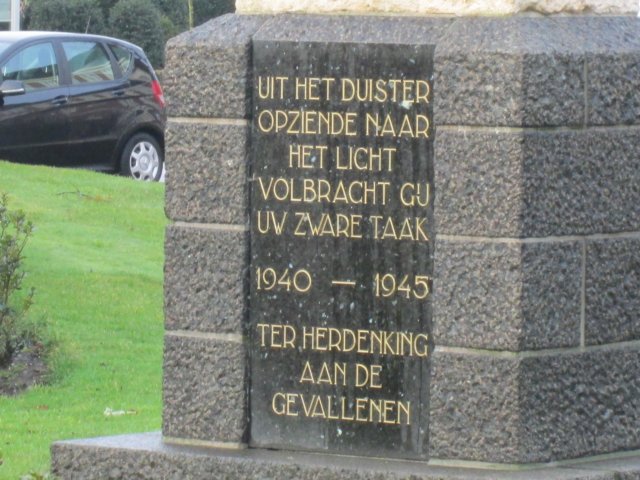 UIT HET DUISTER
OPZIENDE NAAR
HET LICHT
VOLBRACHT GIJ
UW ZWARE TAAK
1940 — 1945
TER HERDENKING
AAN DE
GEVALLENEN